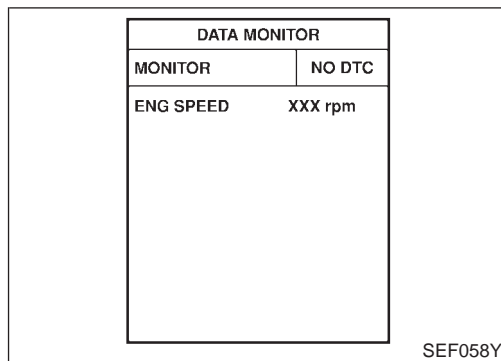 DATA MONITOR
MONITOR NO DTC
ENG SPEED XXX rpm
SEF058Y